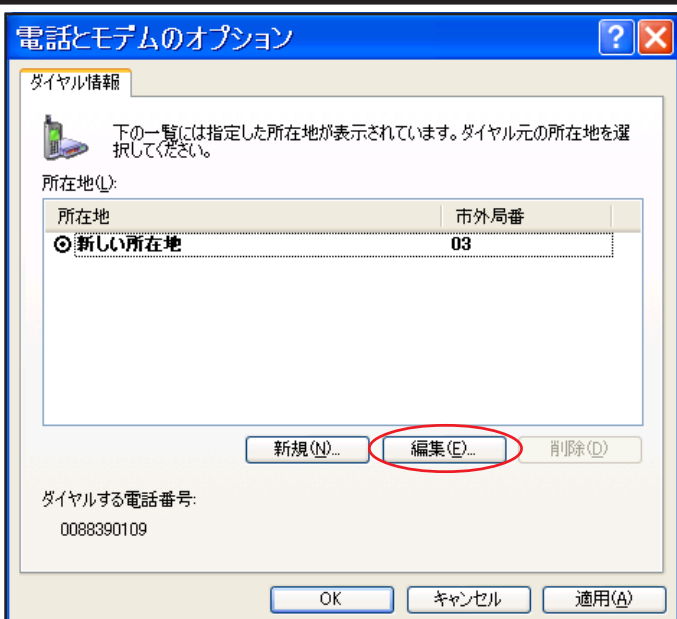 電話とモデムのオプション
ダイヤル情報
下の一覧には指定した所在地が表示されています。ダイヤル元の所在地を選
択してください。
所在地(L):
所在地 市外局番
新しい所在地 03
新規(N)... 編集(E)... 削除(D)
ダイヤルする電話番号:
0088390109
OK キャンセル 適用(A)